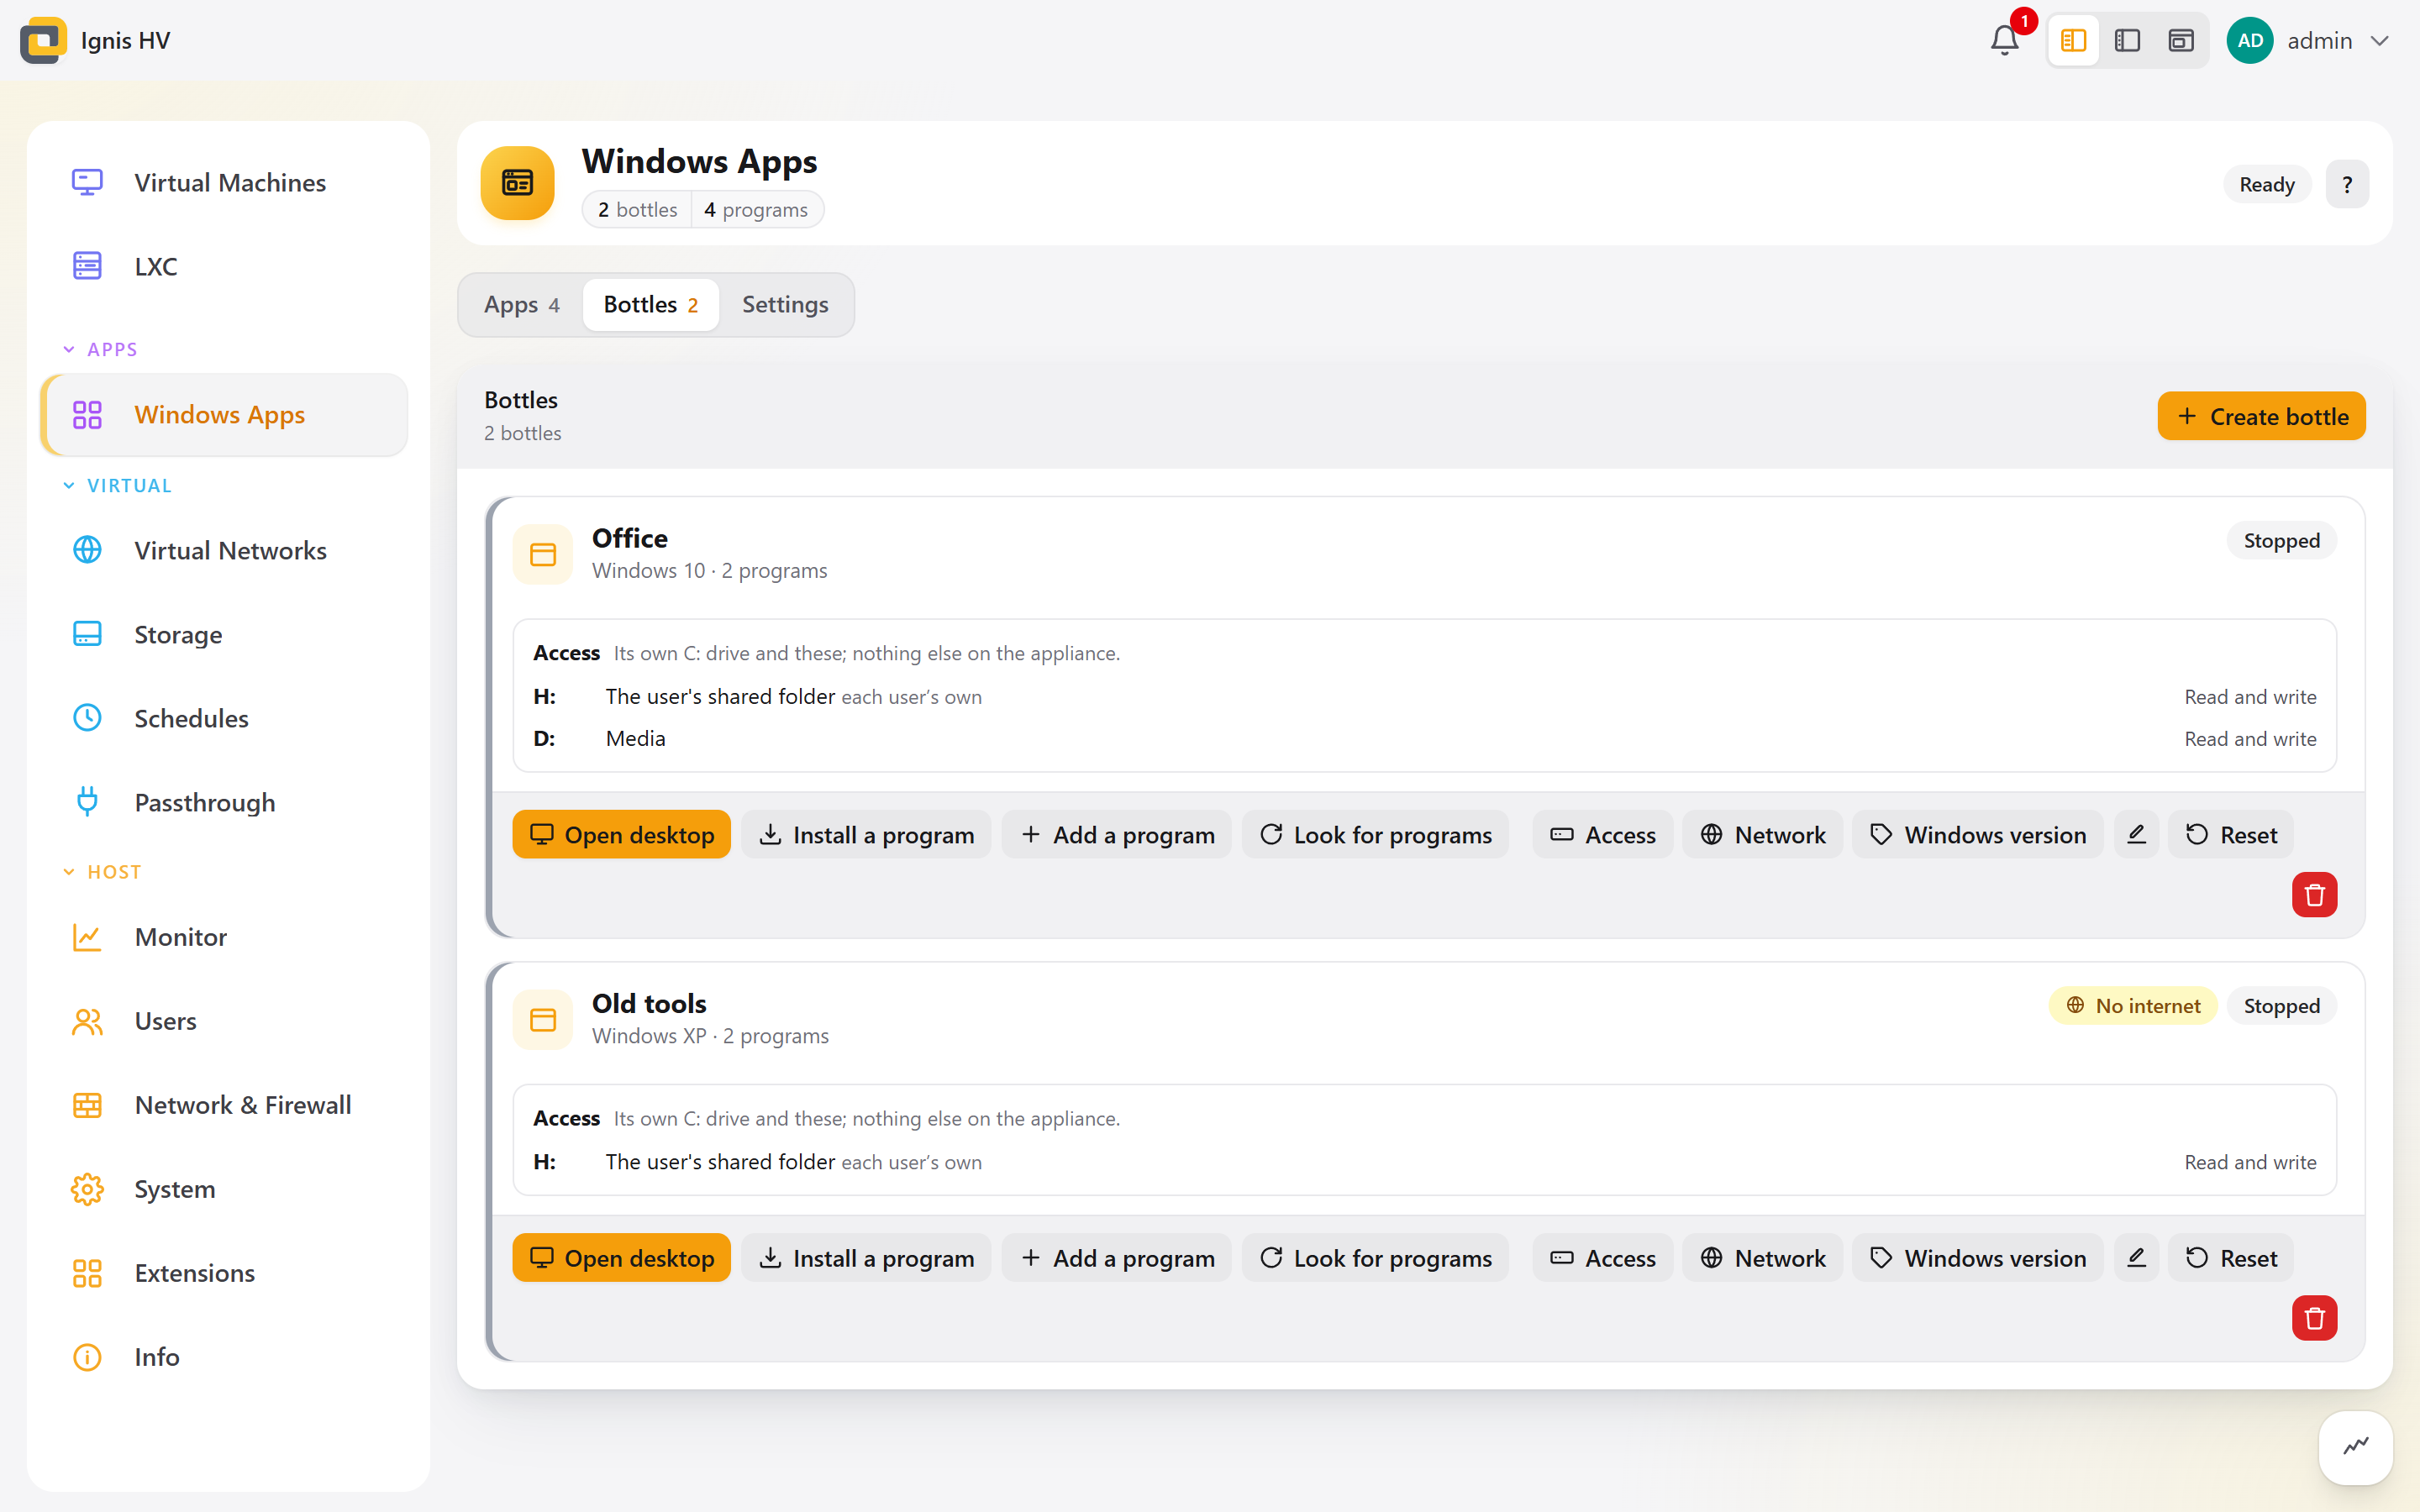 Ignis HV
1
AD admin
Virtual Machines
LXC
APPS
Windows Apps
VIRTUAL
Virtual Networks
Storage
Schedules
Passthrough
HOST
Monitor
Users
Network & Firewall
System
Extensions
Info
Windows Apps
2 bottles 4 programs
Ready ?
Apps 4 Bottles 2 Settings
Bottles
2 bottles
+ Create bottle
Office
Windows 10 · 2 programs
Stopped
Access Its own C: drive and these; nothing else on the appliance.
H: The user's shared folder each user’s own Read and write
D: Media Read and write
Open desktop Install a program + Add a program Look for programs Access Network Windows version Reset
Old tools
Windows XP · 2 programs
No internet Stopped
Access Its own C: drive and these; nothing else on the appliance.
H: The user's shared folder each user’s own Read and write
Open desktop Install a program + Add a program Look for programs Access Network Windows version Reset